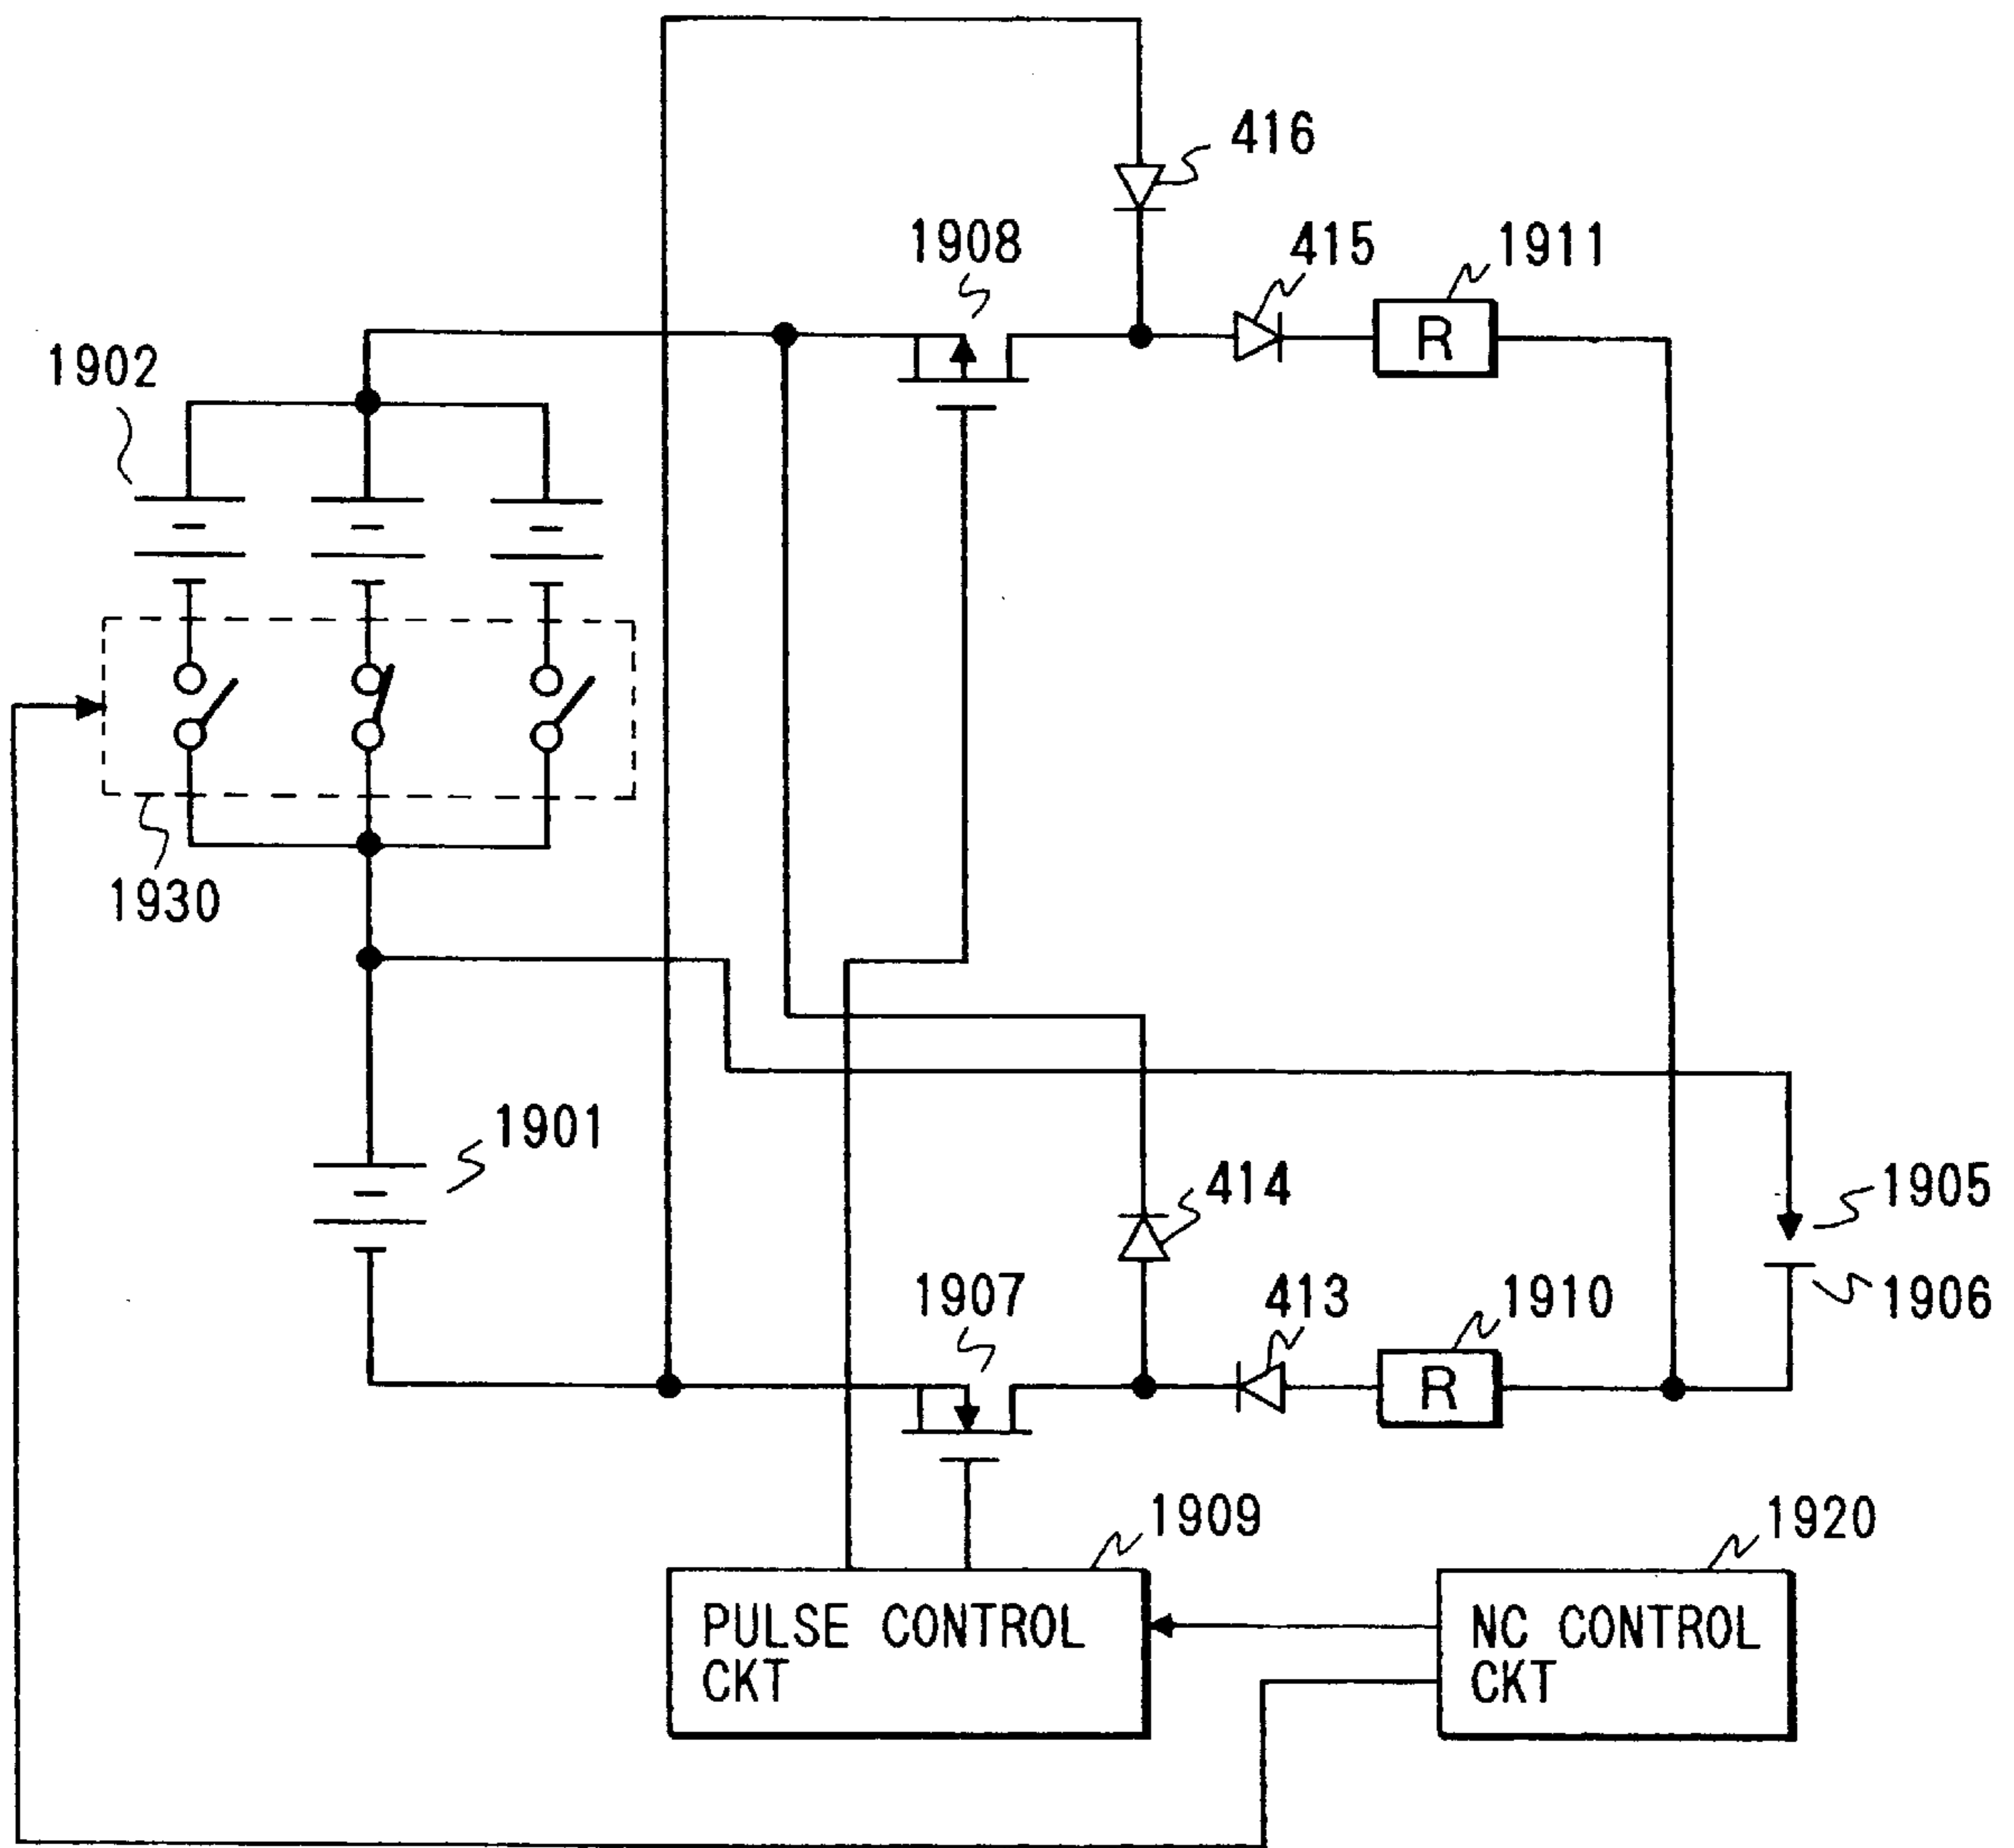 416
1908
415
1911
R
1902
1930
1901
414
1905
1907
413
1910
1906
R
1909
1920
PULSE CONTROL
CKT
NC CONTROL
CKT